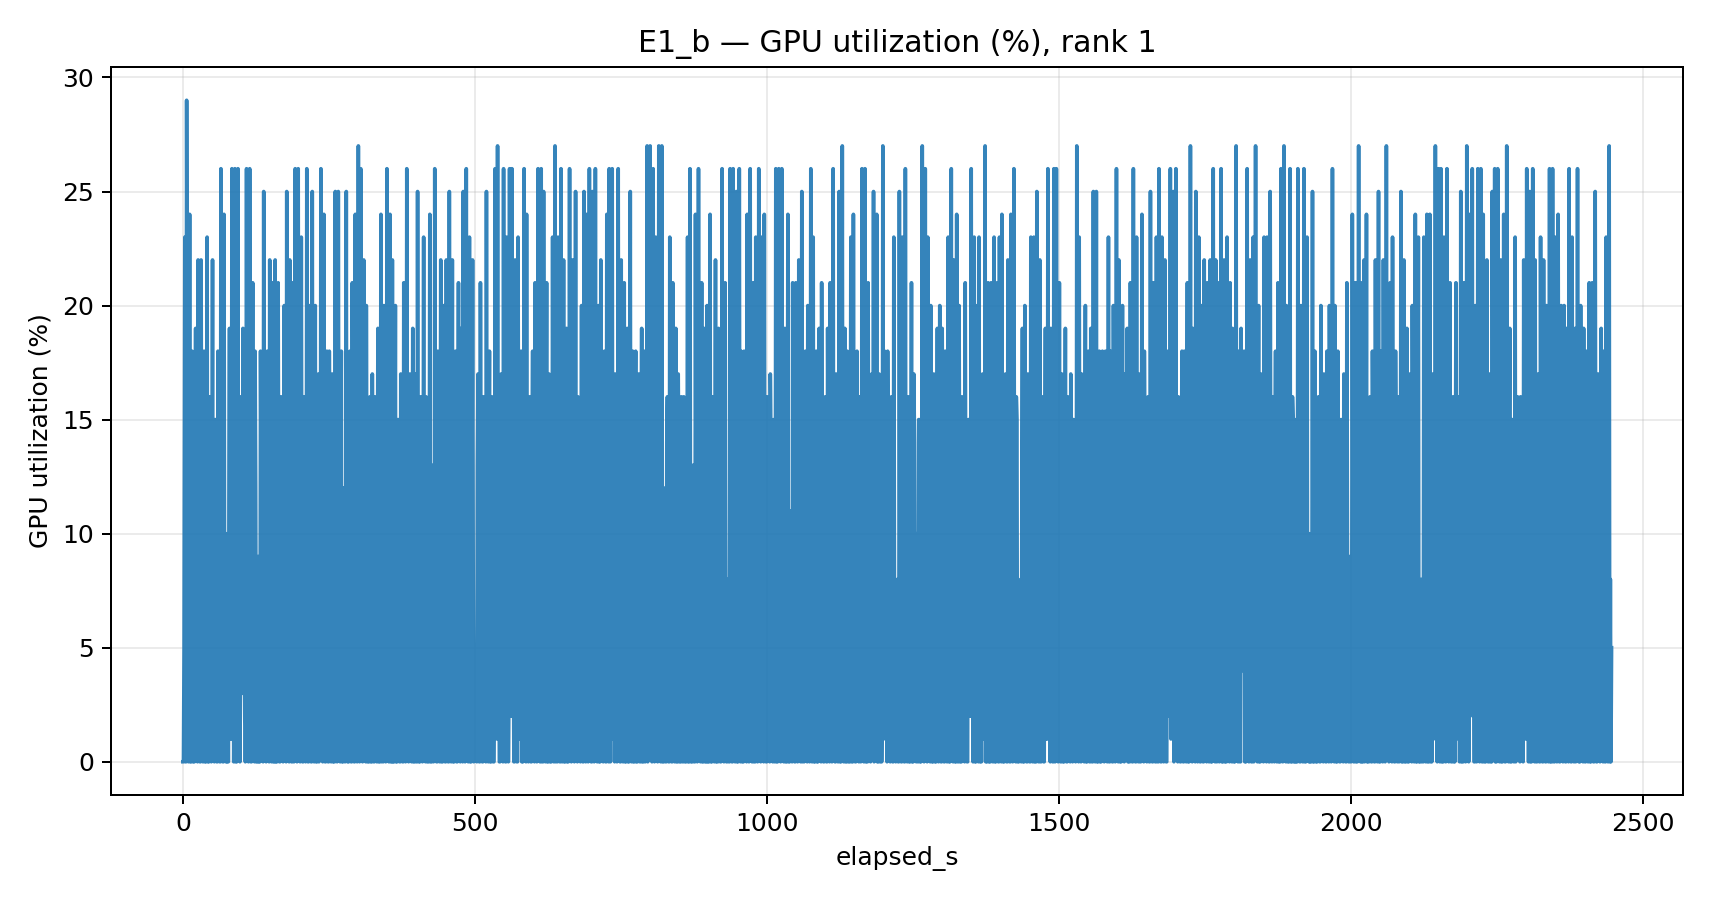 E1_b — GPU utilization (%), rank 1
30
25
20
15
10
5
0
GPU utilization (%)
0 500 1000 1500 2000 2500
elapsed_s